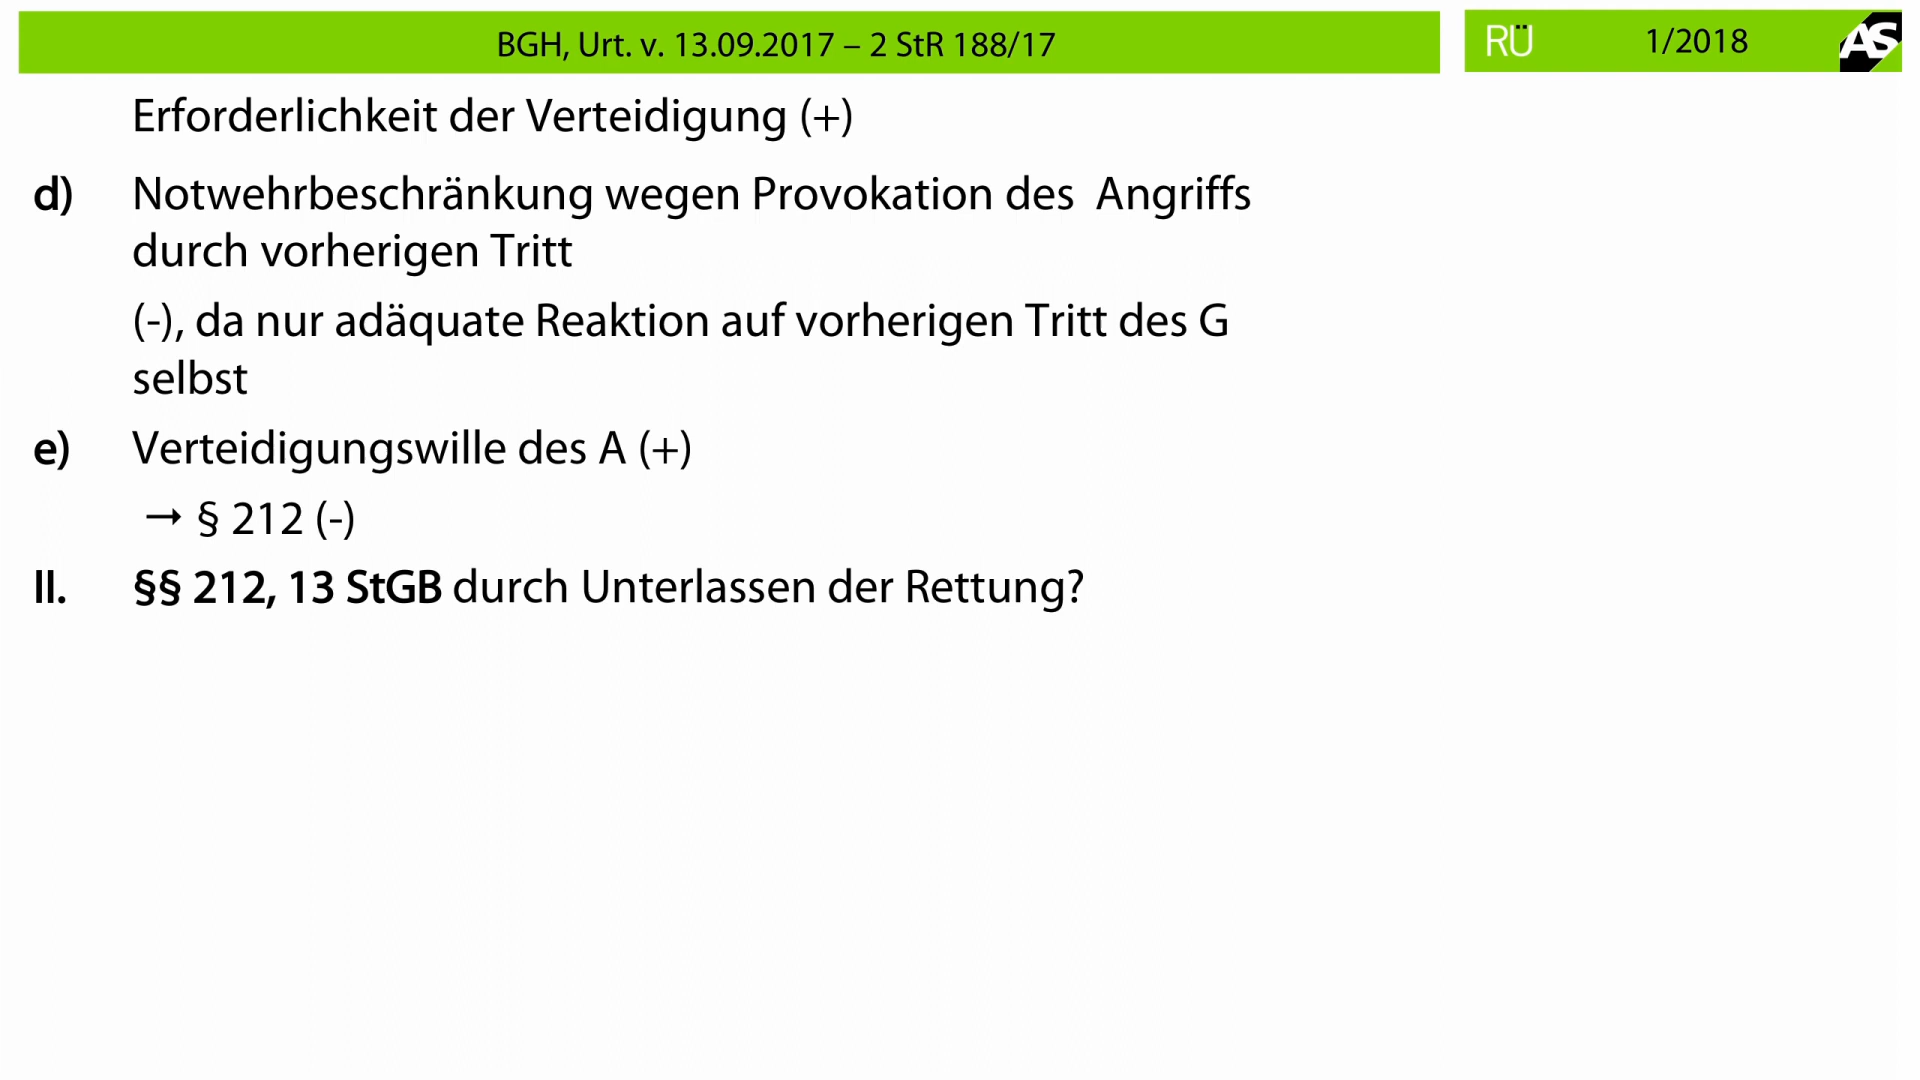 BGH, Urt. v. 13.09.2017 – 2 StR 188/17
RÜ 1/2018 AS
Erforderlichkeit der Verteidigung (+)
d) Notwehrbeschränkung wegen Provokation des  Angriffs
durch vorherigen Tritt
(-), da nur adäquate Reaktion auf vorherigen Tritt des G
selbst
e) Verteidigungswille des A (+)
→ § 212 (-)
II. §§ 212, 13 StGB durch Unterlassen der Rettung?